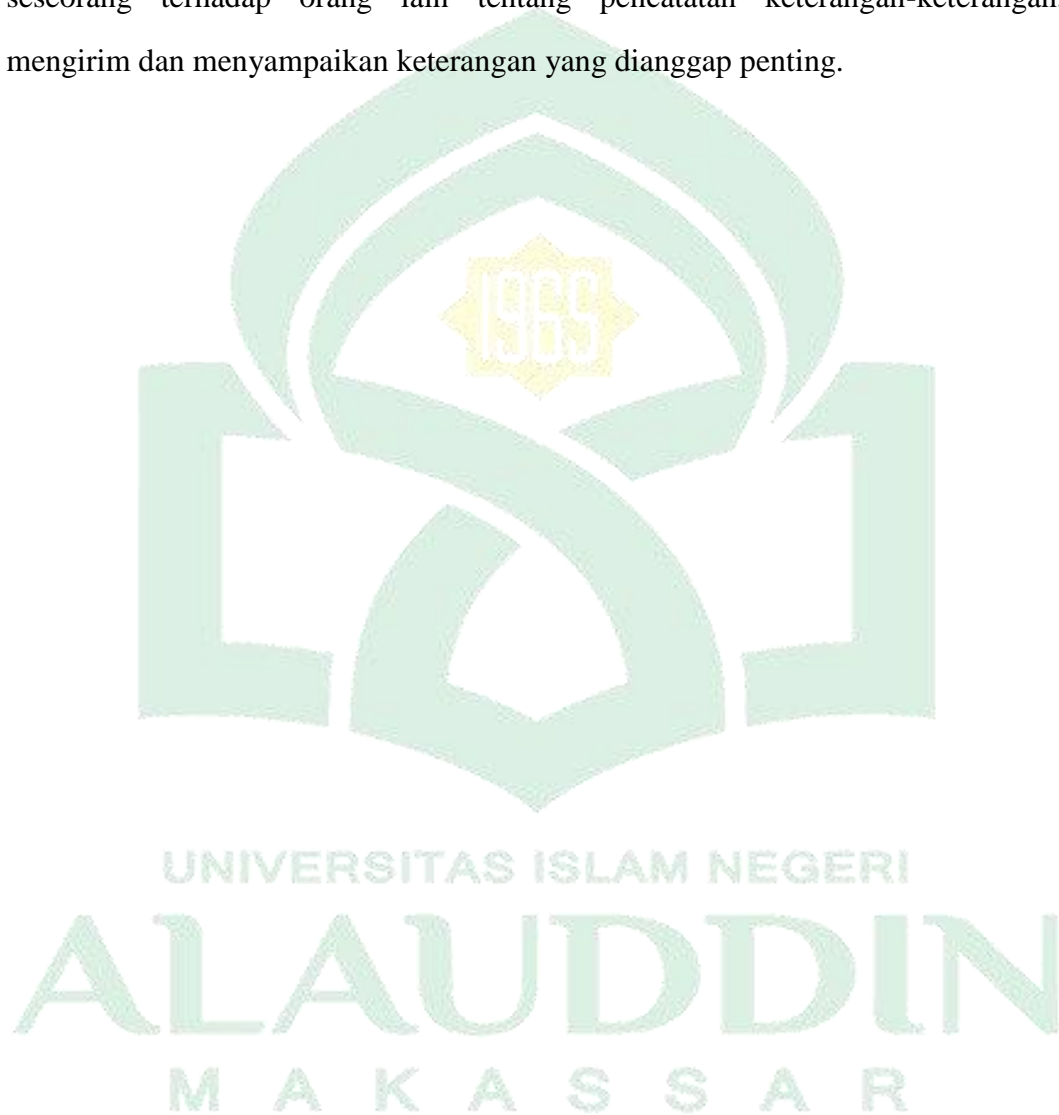 seseorang terhadap orang lain tentang pencatatan keterangan-keterangan.
mengirim dan menyampaikan keterangan yang dianggap penting.
1965
UNIVERSITAS ISLAM NEGERI
ALAUDDIN
MAKASSAR